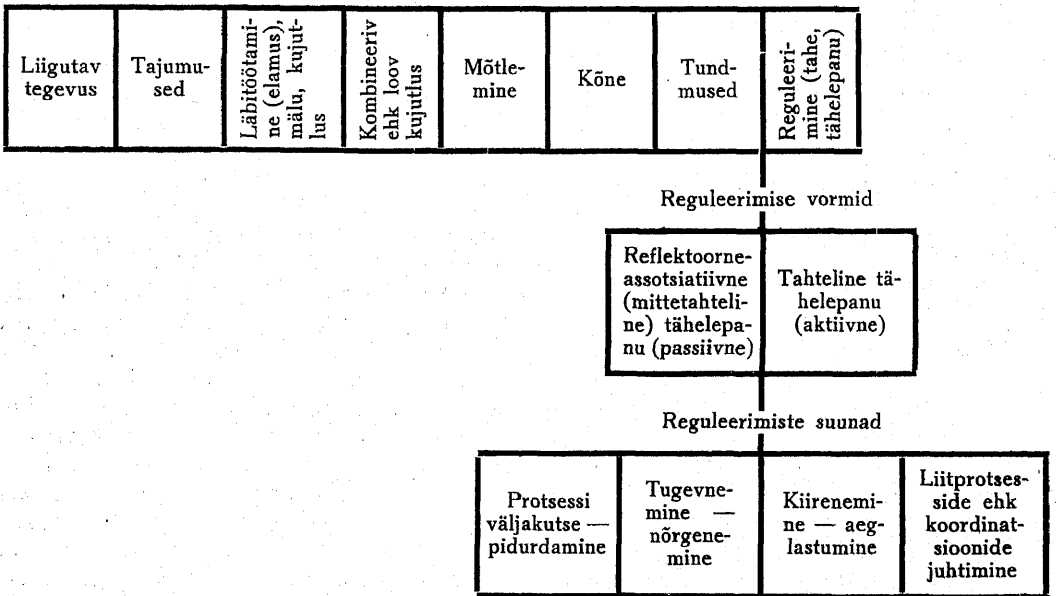 Liigutav
tegevus
Tajumu-
sed
Läbitöötami-
ne (elamus),
mälu, kujut-
lus
Kombineeriv
ehk loov
kujutlus
Mõtle-
mine
Kõne
Tund-
mused
Reguleeri-
mine (tahe,
tähelepanu)
Reguleerimise vormid
Reflektoorne-
assotsiatiivne
(mittetahteli-
ne) tähelepa-
nu (passiivne)
Tahteline tä-
helepanu
(aktiivne)
Reguleerimiste suunad
Protsessi
väljakutse —
pidurdamine
Tugevne-
mine —
nõrgene-
mine
Kiirenemi-
ne — aeg-
lastumine
Liitprotses-
side ehk
koordinat-
sioonide
juhtimine